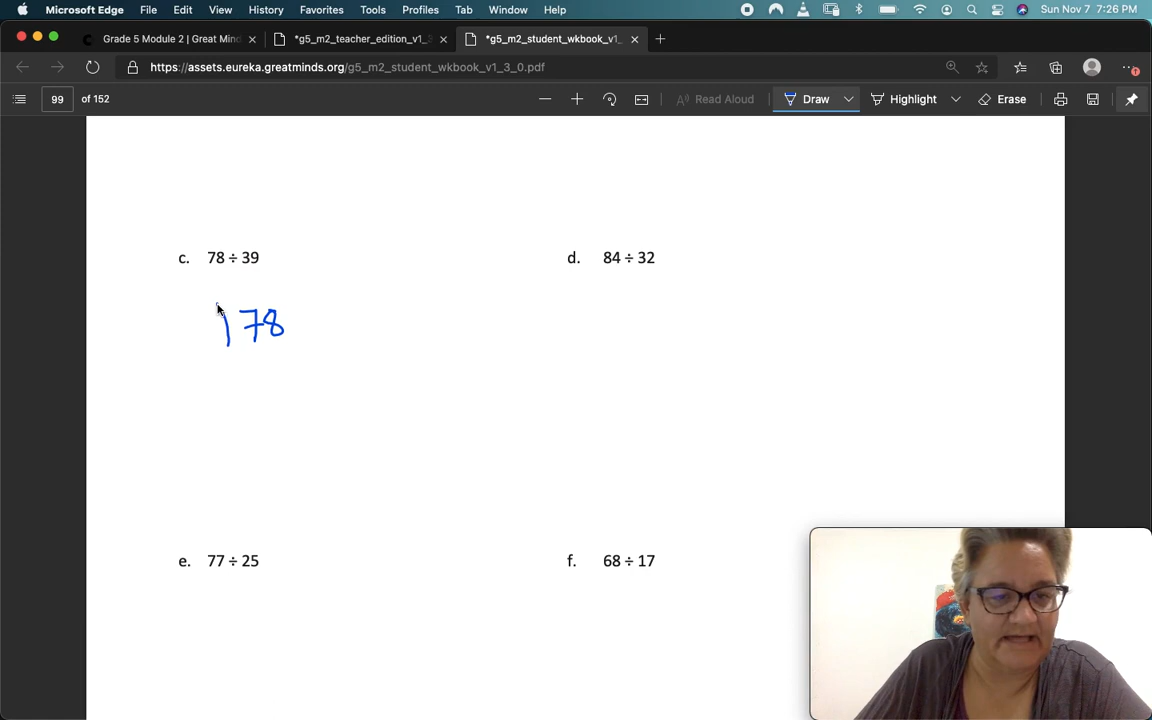 Microsoft Edge File Edit View History Favorites Tools Profiles Tab Window Help Sun Nov 7 7:26 PM
Grade 5 Module 2 | Great Mind *g5_m2_teacher_edition_v1_ *g5_m2_student_wkbook_v1_
https://assets.eureka.greatminds.org/g5_m2_student_wkbook_v1_3_0.pdf
99 of 152 Read Aloud Draw Highlight Erase
c. 78 ÷ 39 d. 84 ÷ 32
78
e. 77 ÷ 25 f. 68 ÷ 17